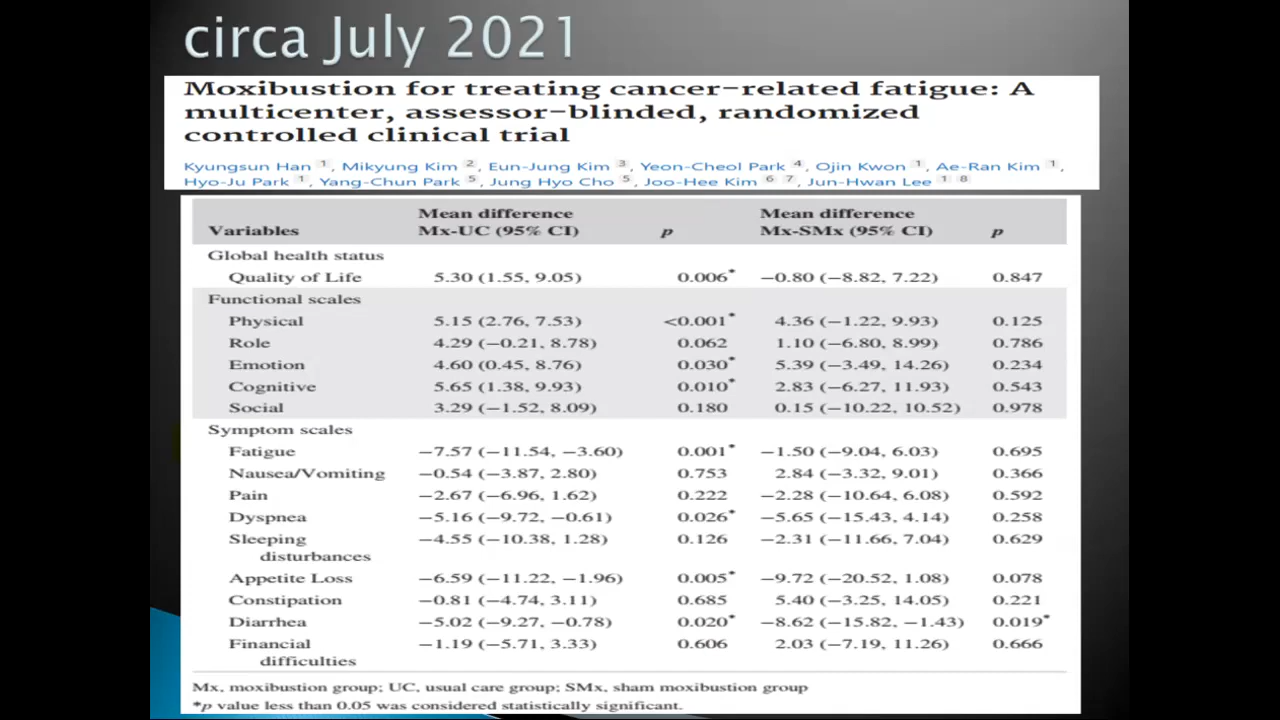 circa July 2021
Moxibustion for treating cancer-related fatigue: A
multicenter, assessor-blinded, randomized
controlled clinical trial
Kyungsun Han 1, Mikyung Kim 2, Eun-Jung Kim 3, Yeon-Cheol Park 4, Ojin Kwon 1, Ae-Ran Kim 1,
Hyo-Ju Park 1, Yang-Chun Park 5, Jung Hyo Cho 5, Joo-Hee Kim 6 7, Jun-Hwan Lee 1 8
Mean difference Mean difference
Variables Mx-UC (95% CI) p Mx-SMx (95% CI) p
Global health status
Quality of Life 5.30 (1.55, 9.05) 0.006* −0.80 (−8.82, 7.22) 0.847
Functional scales
Physical 5.15 (2.76, 7.53) <0.001* 4.36 (−1.22, 9.93) 0.125
Role 4.29 (−0.21, 8.78) 0.062 1.10 (−6.80, 8.99) 0.786
Emotion 4.60 (0.45, 8.76) 0.030* 5.39 (−3.49, 14.26) 0.234
Cognitive 5.65 (1.38, 9.93) 0.010* 2.83 (−6.27, 11.93) 0.543
Social 3.29 (−1.52, 8.09) 0.180 0.15 (−10.22, 10.52) 0.978
Symptom scales
Fatigue −7.57 (−11.54, −3.60) 0.001* −1.50 (−9.04, 6.03) 0.695
Nausea/Vomiting −0.54 (−3.87, 2.80) 0.753 2.84 (−3.32, 9.01) 0.366
Pain −2.67 (−6.96, 1.62) 0.222 −2.28 (−10.64, 6.08) 0.592
Dyspnea −5.16 (−9.72, −0.61) 0.026* −5.65 (−15.43, 4.14) 0.258
Sleeping −4.55 (−10.38, 1.28) 0.126 −2.31 (−11.66, 7.04) 0.629
disturbances
Appetite Loss −6.59 (−11.22, −1.96) 0.005* −9.72 (−20.52, 1.08) 0.078
Constipation −0.81 (−4.74, 3.11) 0.685 5.40 (−3.25, 14.05) 0.221
Diarrhea −5.02 (−9.27, −0.78) 0.020* −8.62 (−15.82, −1.43) 0.019*
Financial −1.19 (−5.71, 3.33) 0.606 2.03 (−7.19, 11.26) 0.666
difficulties
Mx, moxibustion group; UC, usual care group; SMx, sham moxibustion group
*p value less than 0.05 was considered statistically significant.